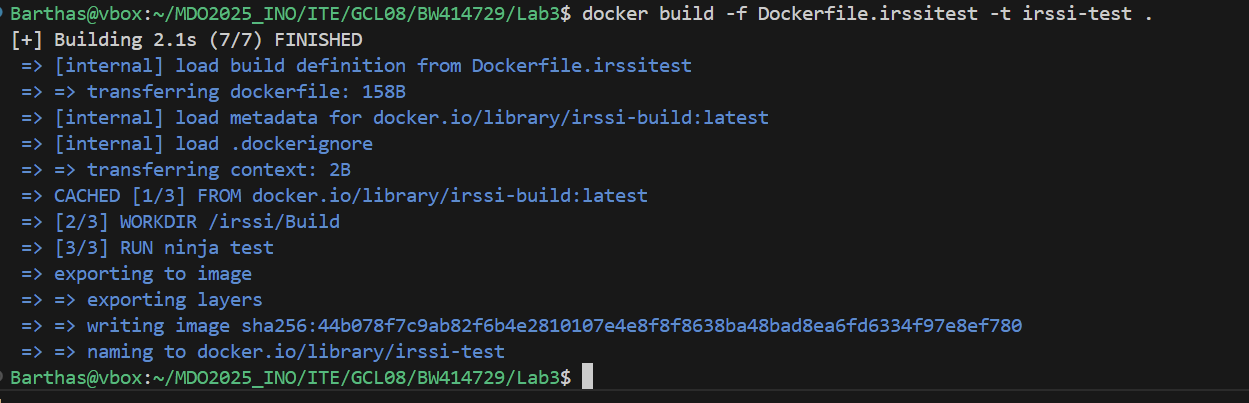 Barthas@vbox:~/MDO2025_INO/ITE/GCL08/BW414729/Lab3$ docker build -f Dockerfile.irssitest -t irssi-test .
[+] Building 2.1s (7/7) FINISHED
=> [internal] load build definition from Dockerfile.irssitest
=> => transferring dockerfile: 158B
=> [internal] load metadata for docker.io/library/irssi-build:latest
=> [internal] load .dockerignore
=> => transferring context: 2B
=> CACHED [1/3] FROM docker.io/library/irssi-build:latest
=> [2/3] WORKDIR /irssi/Build
=> [3/3] RUN ninja test
=> exporting to image
=> => exporting layers
=> => writing image sha256:44b078f7c9ab82f6b4e2810107e4e8f8f8638ba48bad8ea6fd6334f97e8ef780
=> => naming to docker.io/library/irssi-test
Barthas@vbox:~/MDO2025_INO/ITE/GCL08/BW414729/Lab3$